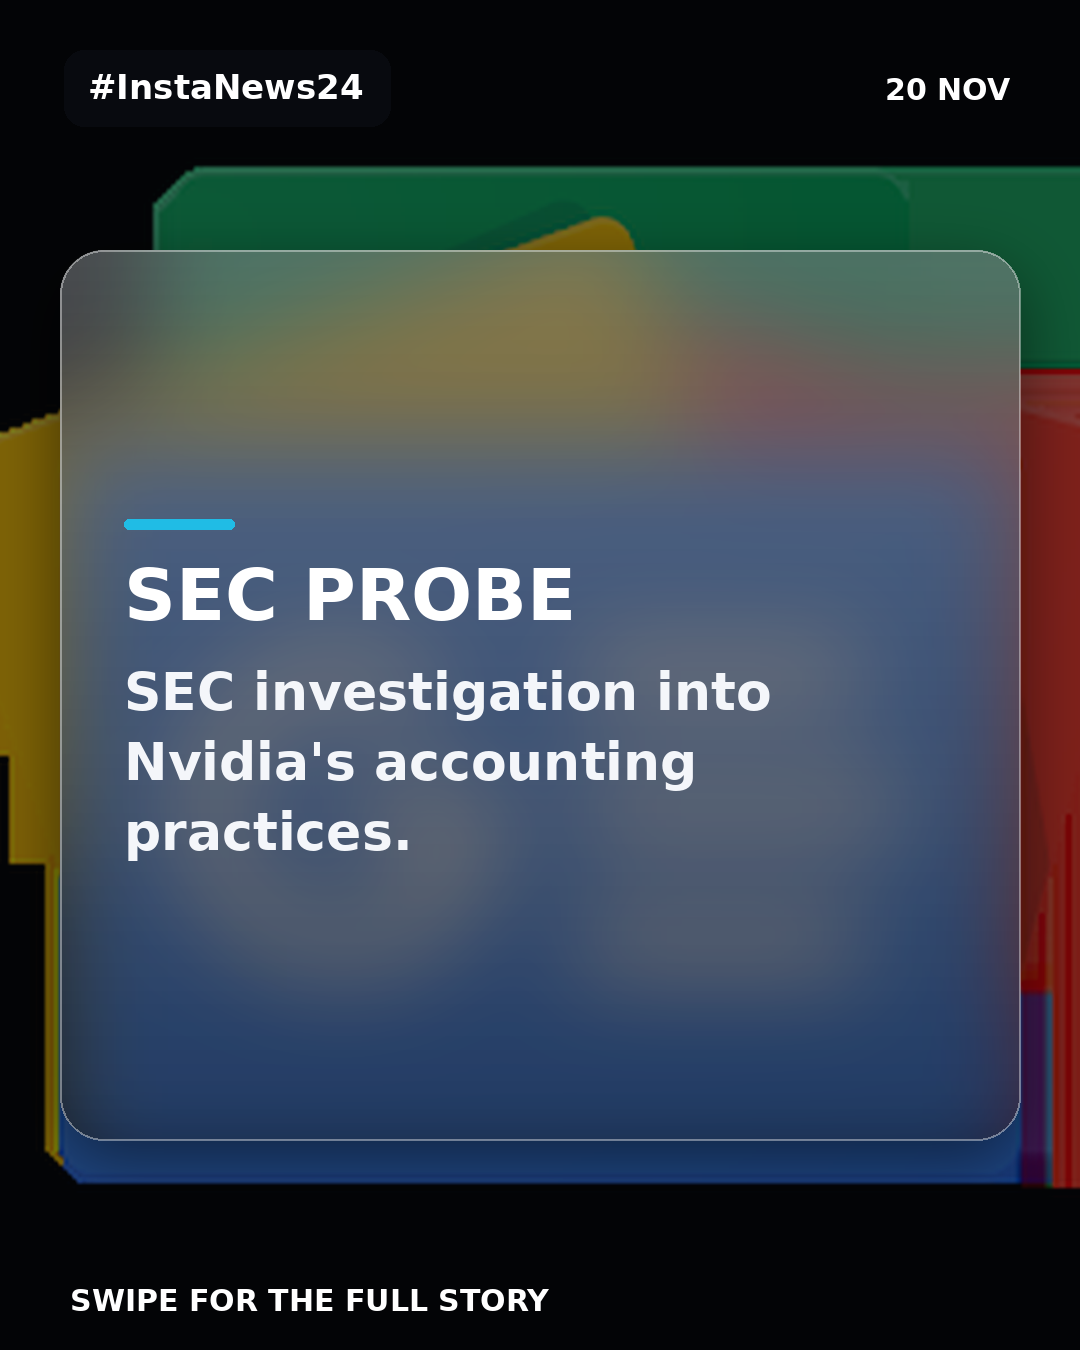 #InstaNews24
20 NOV
SEC PROBE
SEC investigation into
Nvidia's accounting
practices.
SWIPE FOR THE FULL STORY